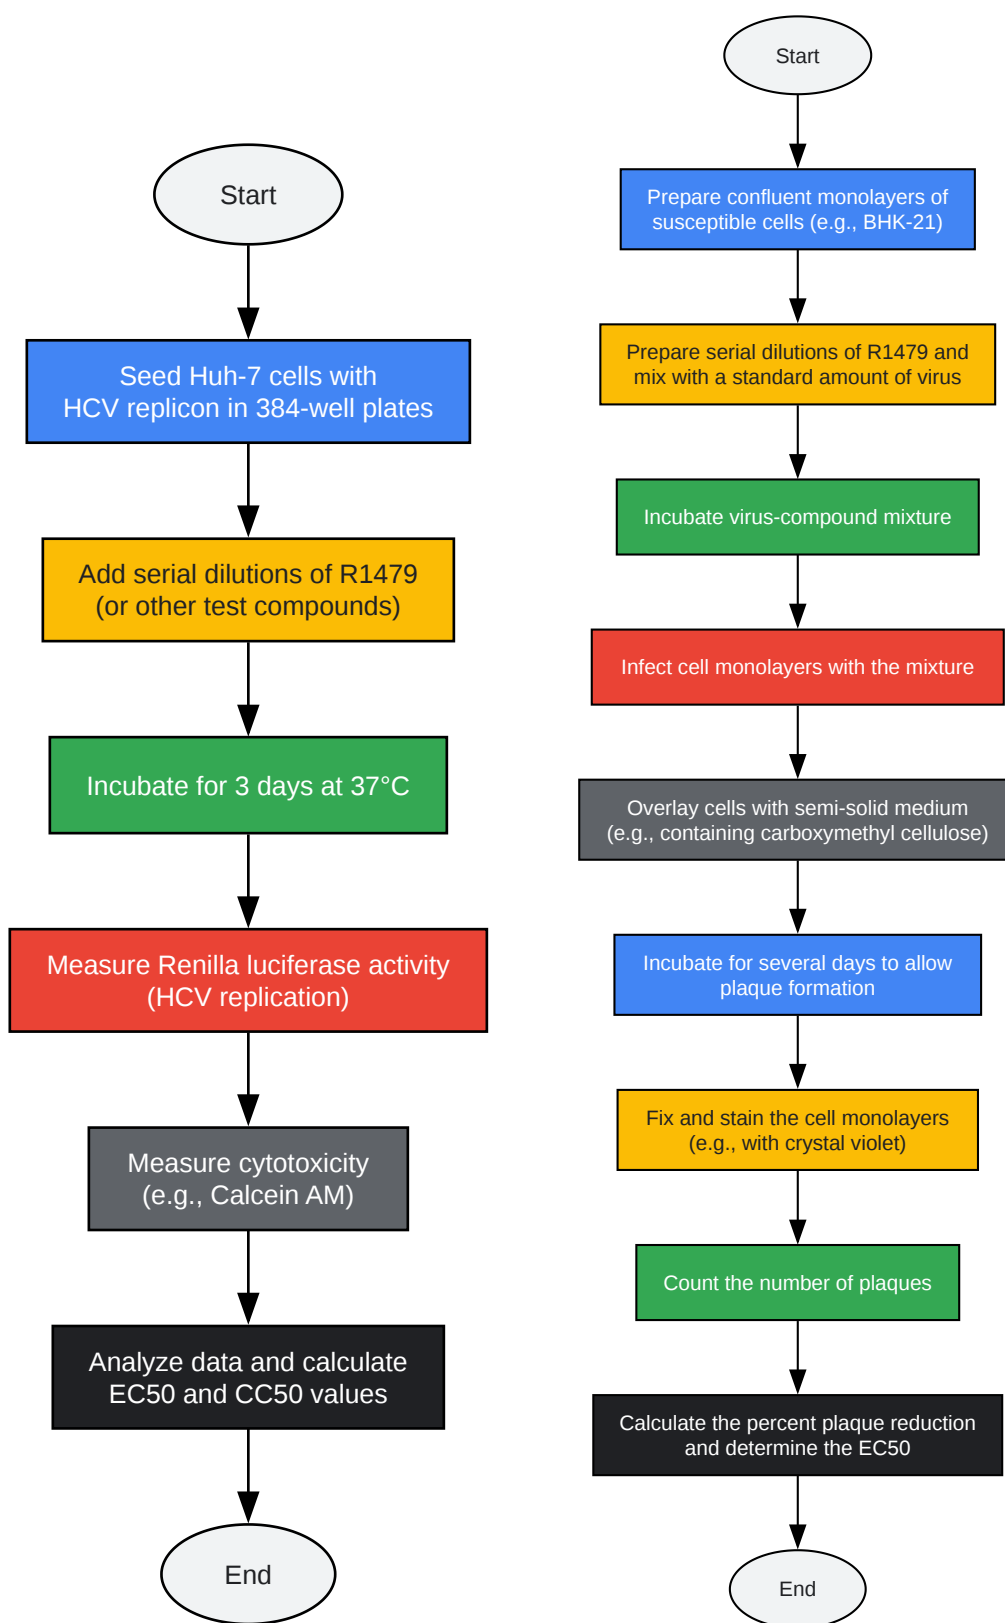 Start
Seed Huh-7 cells with
HCV replicon in 384-well plates
Add serial dilutions of R1479
(or other test compounds)
Incubate for 3 days at 37°C
Measure Renilla luciferase activity
(HCV replication)
Measure cytotoxicity
(e.g., Calcein AM)
Analyze data and calculate
EC50 and CC50 values
End
Start
Prepare confluent monolayers of
susceptible cells (e.g., BHK-21)
Prepare serial dilutions of R1479 and
mix with a standard amount of virus
Incubate virus-compound mixture
Infect cell monolayers with the mixture
Overlay cells with semi-solid medium
(e.g., containing carboxymethyl cellulose)
Incubate for several days to allow
plaque formation
Fix and stain the cell monolayers
(e.g., with crystal violet)
Count the number of plaques
Calculate the percent plaque reduction
and determine the EC50
End